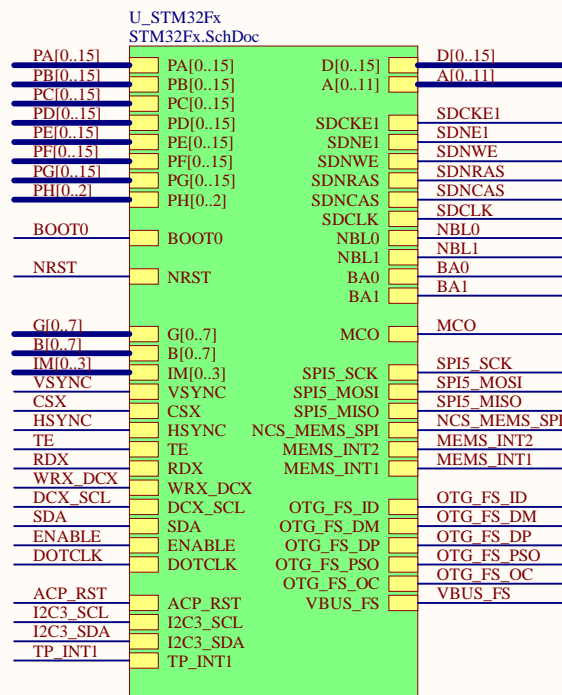 U_STM32Fx
STM32Fx.SchDoc
PA[0..15]
PB[0..15]
PC[0..15]
PD[0..15]
PE[0..15]
PF[0..15]
PG[0..15]
PH[0..2]
BOOT0
NRST
G[0..7]
B[0..7]
IM[0..3]
VSYNC
CSX
HSYNC
TE
RDX
WRX_DCX
DCX_SCL
SDA
ENABLE
DOTCLK
ACP_RST
I2C3_SCL
I2C3_SDA
TP_INT1
PA[0..15]
PB[0..15]
PC[0..15]
PD[0..15]
PE[0..15]
PF[0..15]
PG[0..15]
PH[0..2]
BOOT0
NRST
G[0..7]
B[0..7]
IM[0..3]
VSYNC
CSX
HSYNC
TE
RDX
WRX_DCX
DCX_SCL
SDA
ENABLE
DOTCLK
ACP_RST
I2C3_SCL
I2C3_SDA
TP_INT1
D[0..15]
A[0..11]
SDCKE1
SDNE1
SDNWE
SDNRAS
SDNCAS
SDCLK
NBL0
NBL1
BA0
BA1
MCO
SPI5_SCK
SPI5_MOSI
SPI5_MISO
NCS_MEMS_SPI
MEMS_INT2
MEMS_INT1
OTG_FS_ID
OTG_FS_DM
OTG_FS_DP
OTG_FS_PSO
OTG_FS_OC
VBUS_FS
D[0..15]
A[0..11]
SDCKE1
SDNE1
SDNWE
SDNRAS
SDNCAS
SDCLK
NBL0
NBL1
BA0
BA1
MCO
SPI5_SCK
SPI5_MOSI
SPI5_MISO
NCS_MEMS_SPI
MEMS_INT2
MEMS_INT1
OTG_FS_ID
OTG_FS_DM
OTG_FS_DP
OTG_FS_PSO
OTG_FS_OC
VBUS_FS